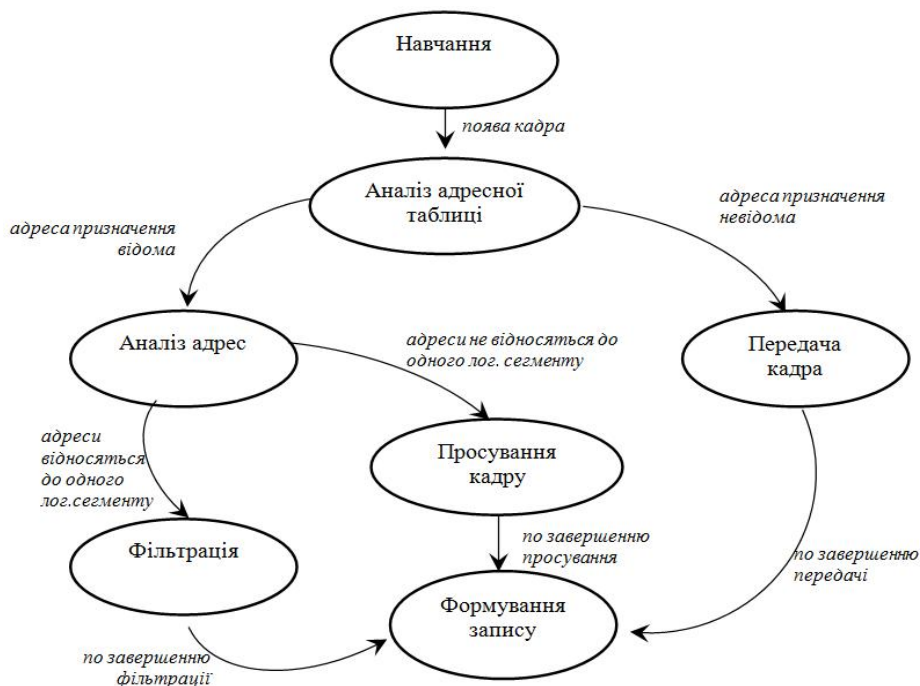 Навчання
поява кадра
Аналіз адресної
таблиці
адреса призначення
відома
адреса призначення
невідома
Аналіз адрес
адреси не відносяться до
одного лог. сегменту
Передача
кадра
адреси
відносяться
до одного
лог.сегменту
Просування
кадру
Фільтрація
по завершенню
просування
по завершенню
передачі
Формування
запису
по завершенню
фільтрації